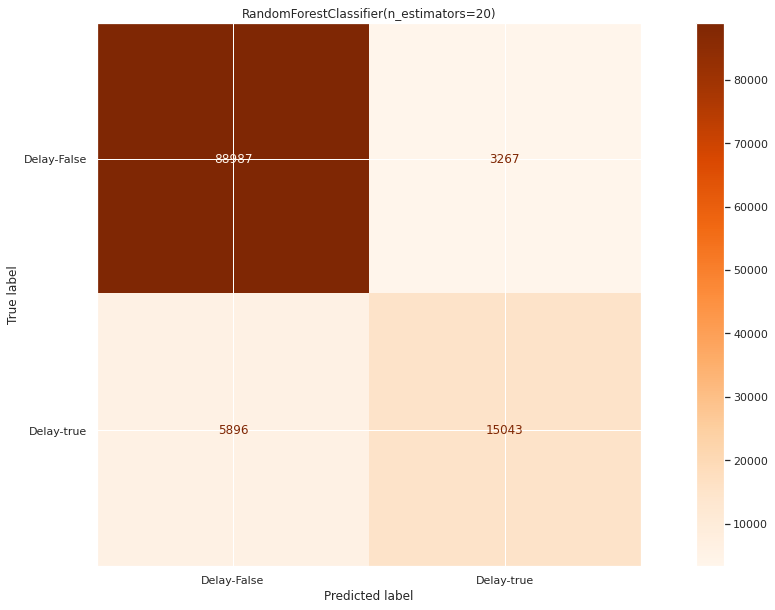 RandomForestClassifier(n_estimators=20)
Delay-False
88987
3267
True label
Delay-true
5896
15043
Delay-False
Delay-true
Predicted label
80000
70000
60000
50000
40000
30000
20000
10000